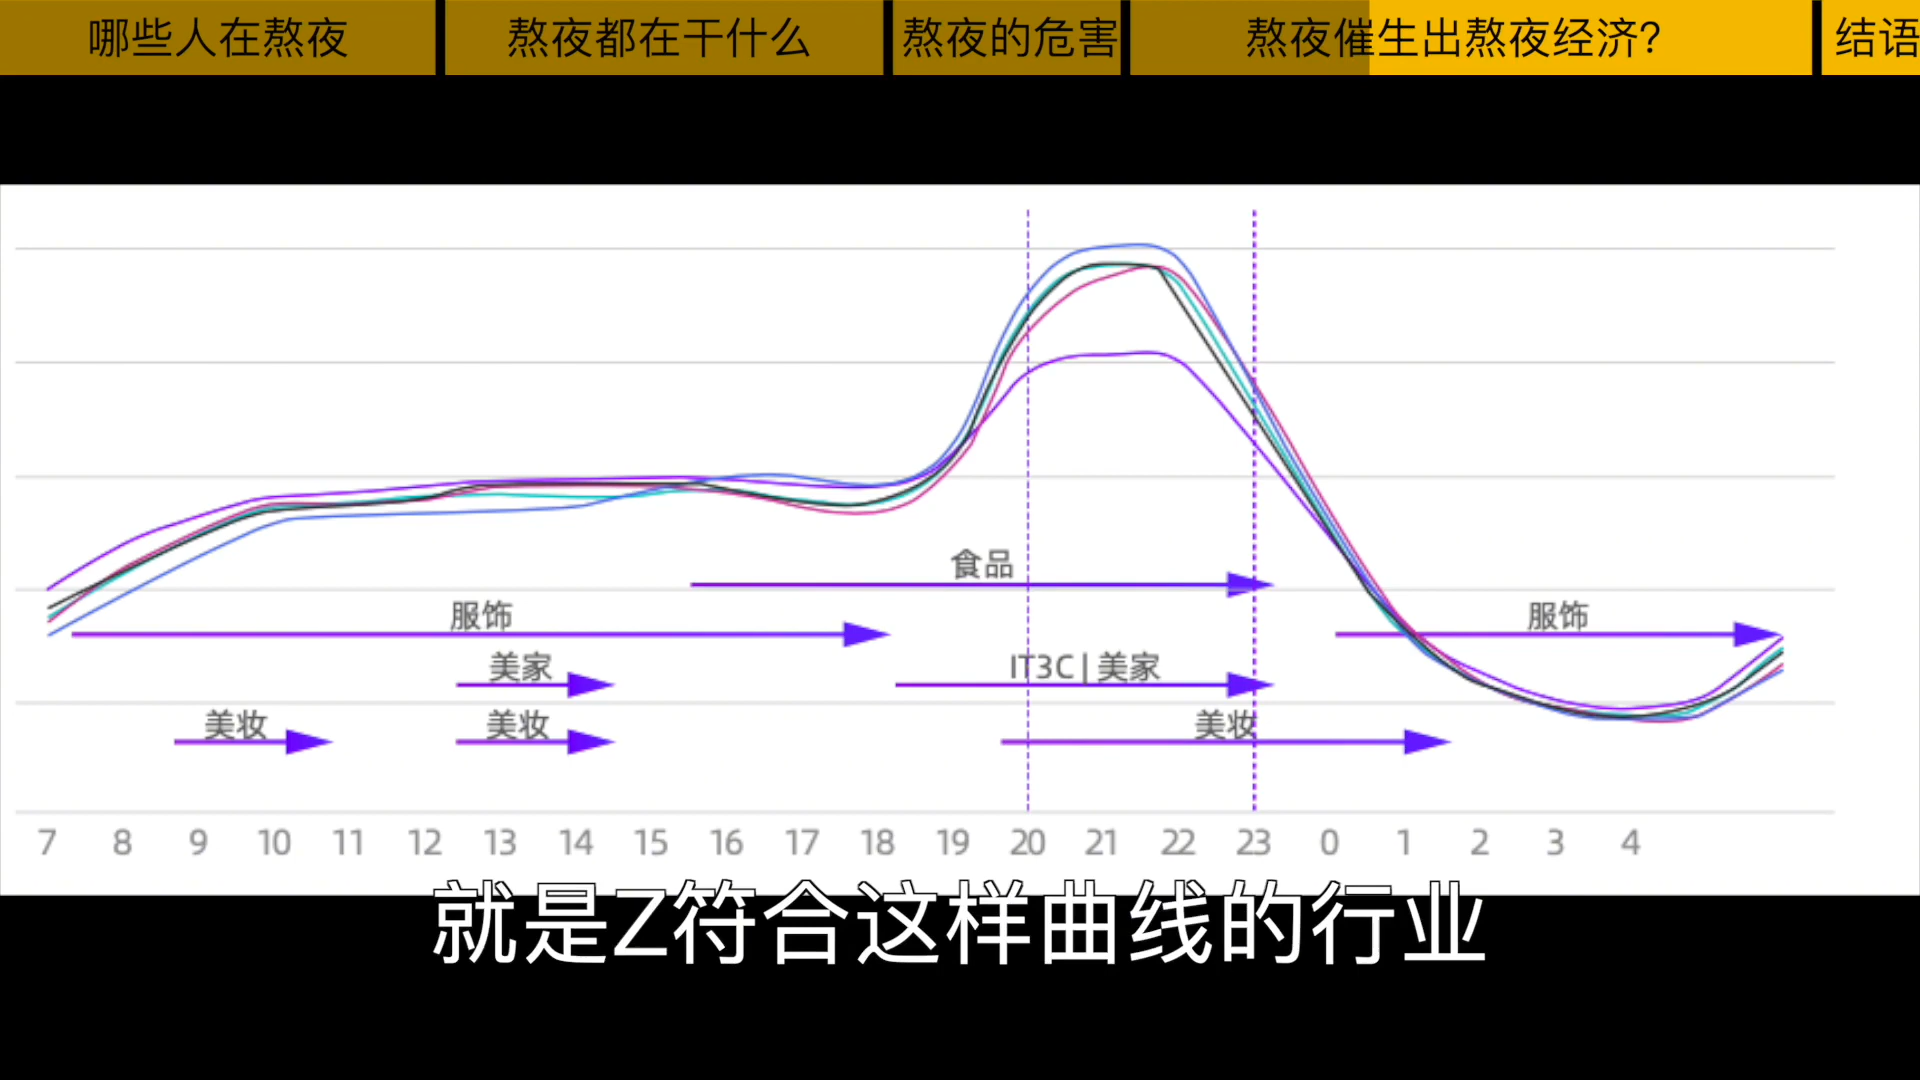 哪些人在熬夜 熬夜都在干什么 熬夜的危害 熬夜催生出熬夜经济? 结语
食品
服饰 服饰
美家 IT3C | 美家
美妆 美妆 美妆
7 8 9 10 11 12 13 14 15 16 17 18 19 20 21 22 23 0 1 2 3 4
就是Z符合这样曲线的行业